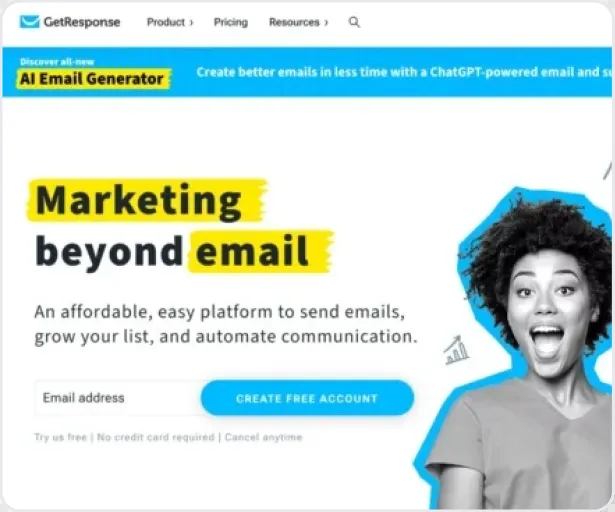 GetResponse Product › Pricing Resources ›
Discover all-new
AI Email Generator
Create better emails in less time with a ChatGPT-powered email and su
Marketing
beyond email
An affordable, easy platform to send emails,
grow your list, and automate communication.
Email address CREATE FREE ACCOUNT
Try us free | No credit card required | Cancel anytime